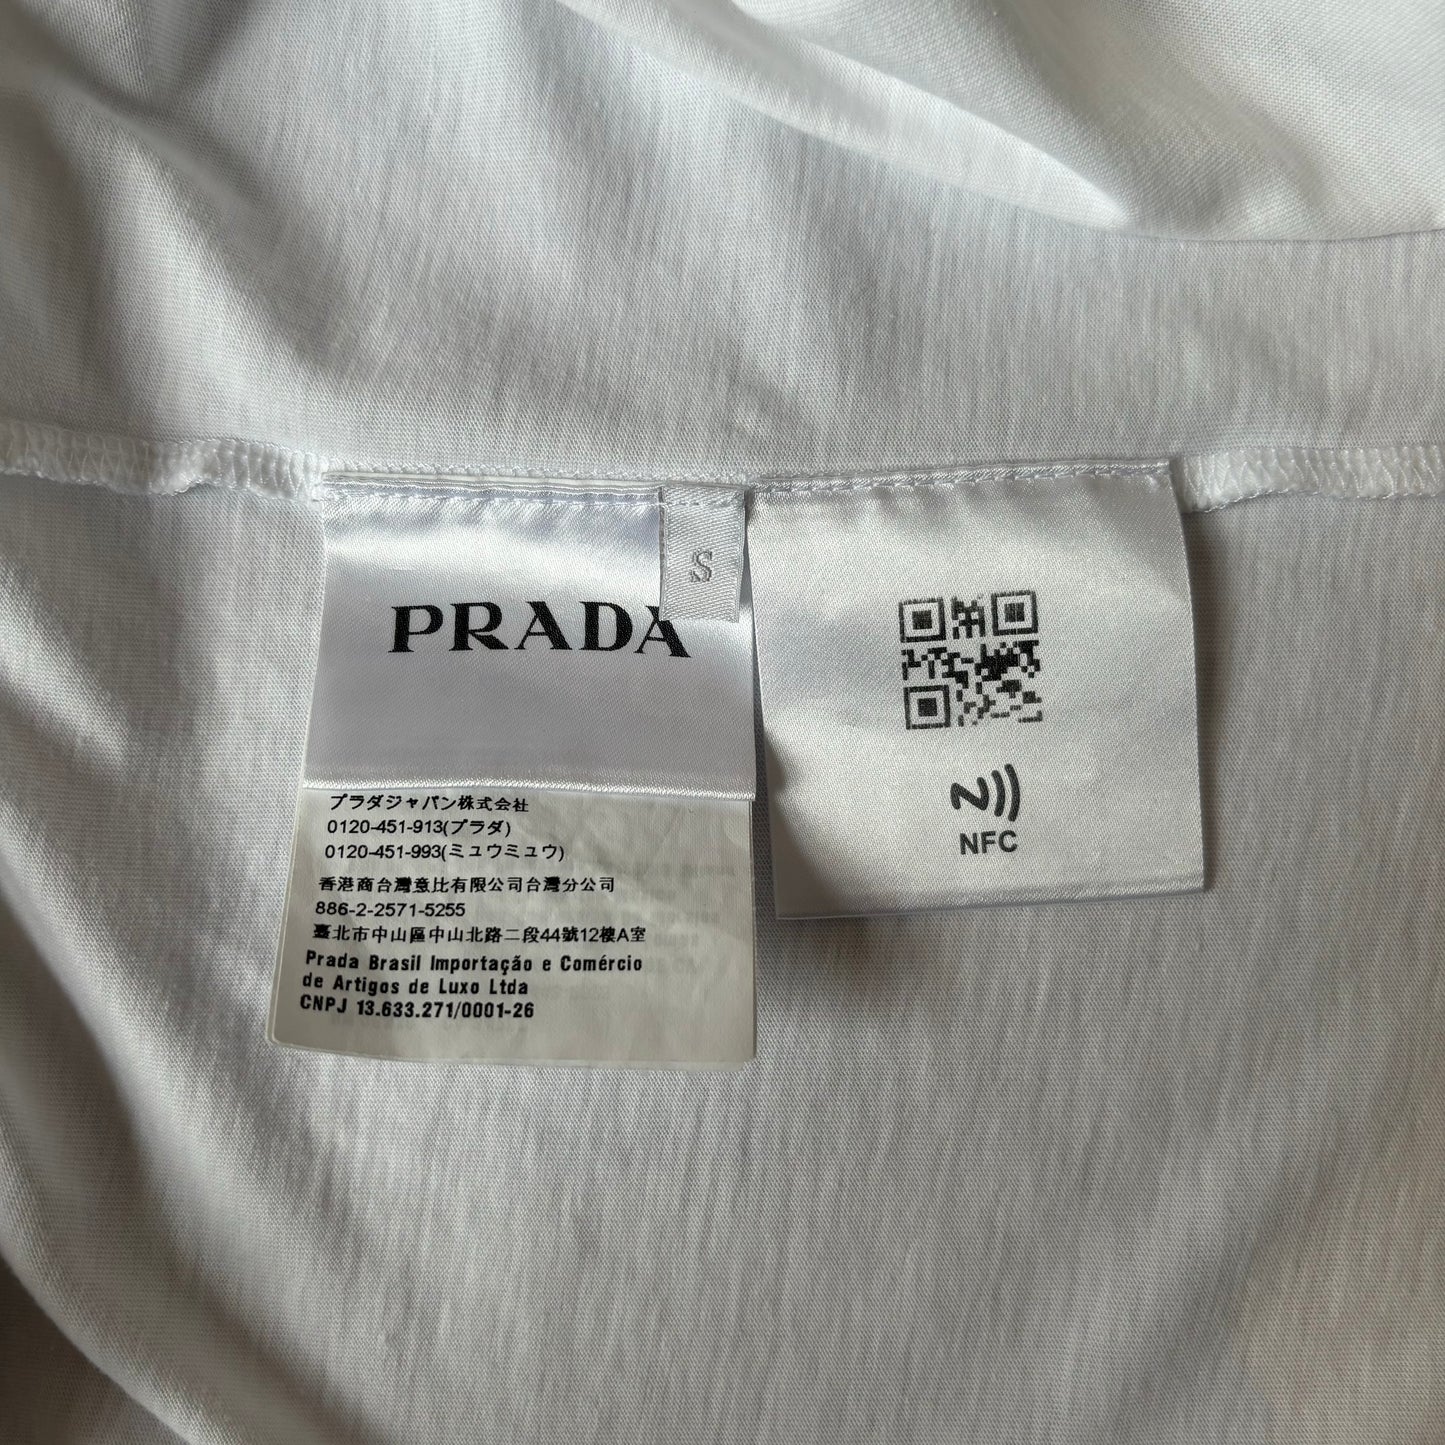 PRADA
S
プラダジャパン株式会社
0120-451-913(プラダ)
0120-451-993(ミュウミュウ)
香港商台灣意比有限公司台灣分公司
886-2-2571-5255
臺北市中山區中山北路二段44號12樓A室
Prada Brasil Importação e Comércio
de Artigos de Luxo Ltda
CNPJ 13.633.271/0001-26
NFC